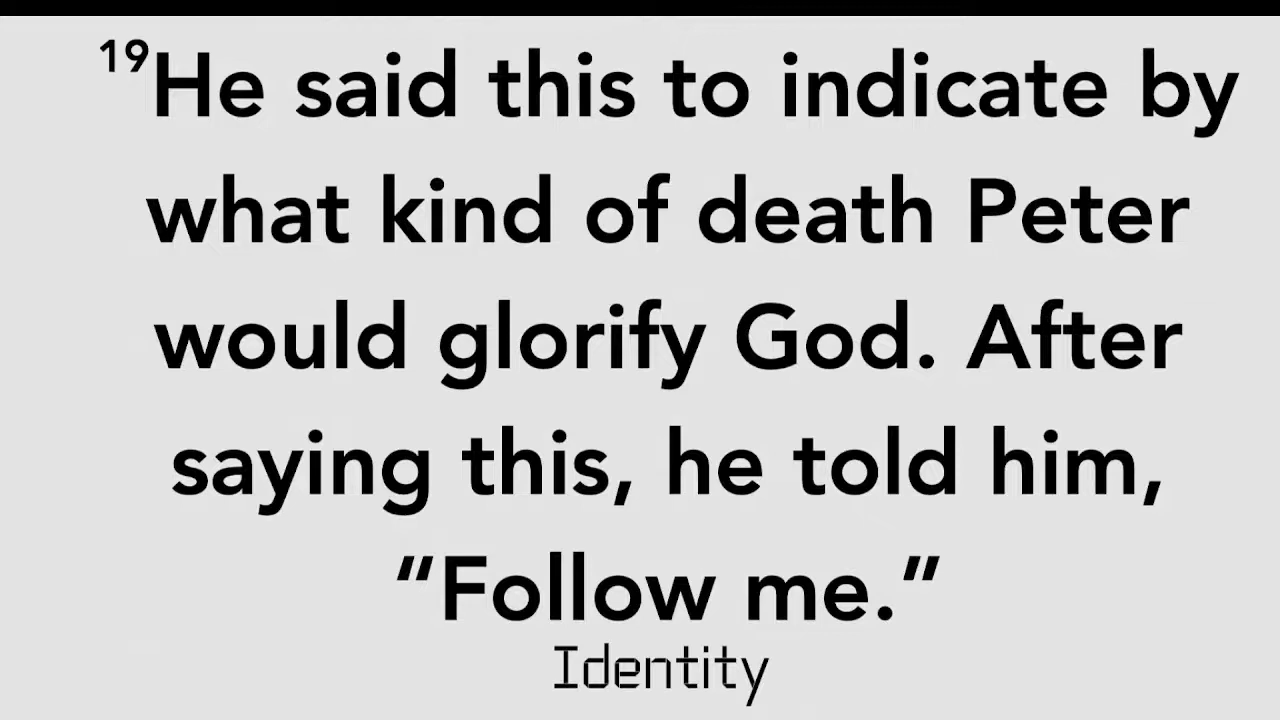 ¹⁹He said this to indicate by
what kind of death Peter
would glorify God. After
saying this, he told him,
“Follow me.”
Identity